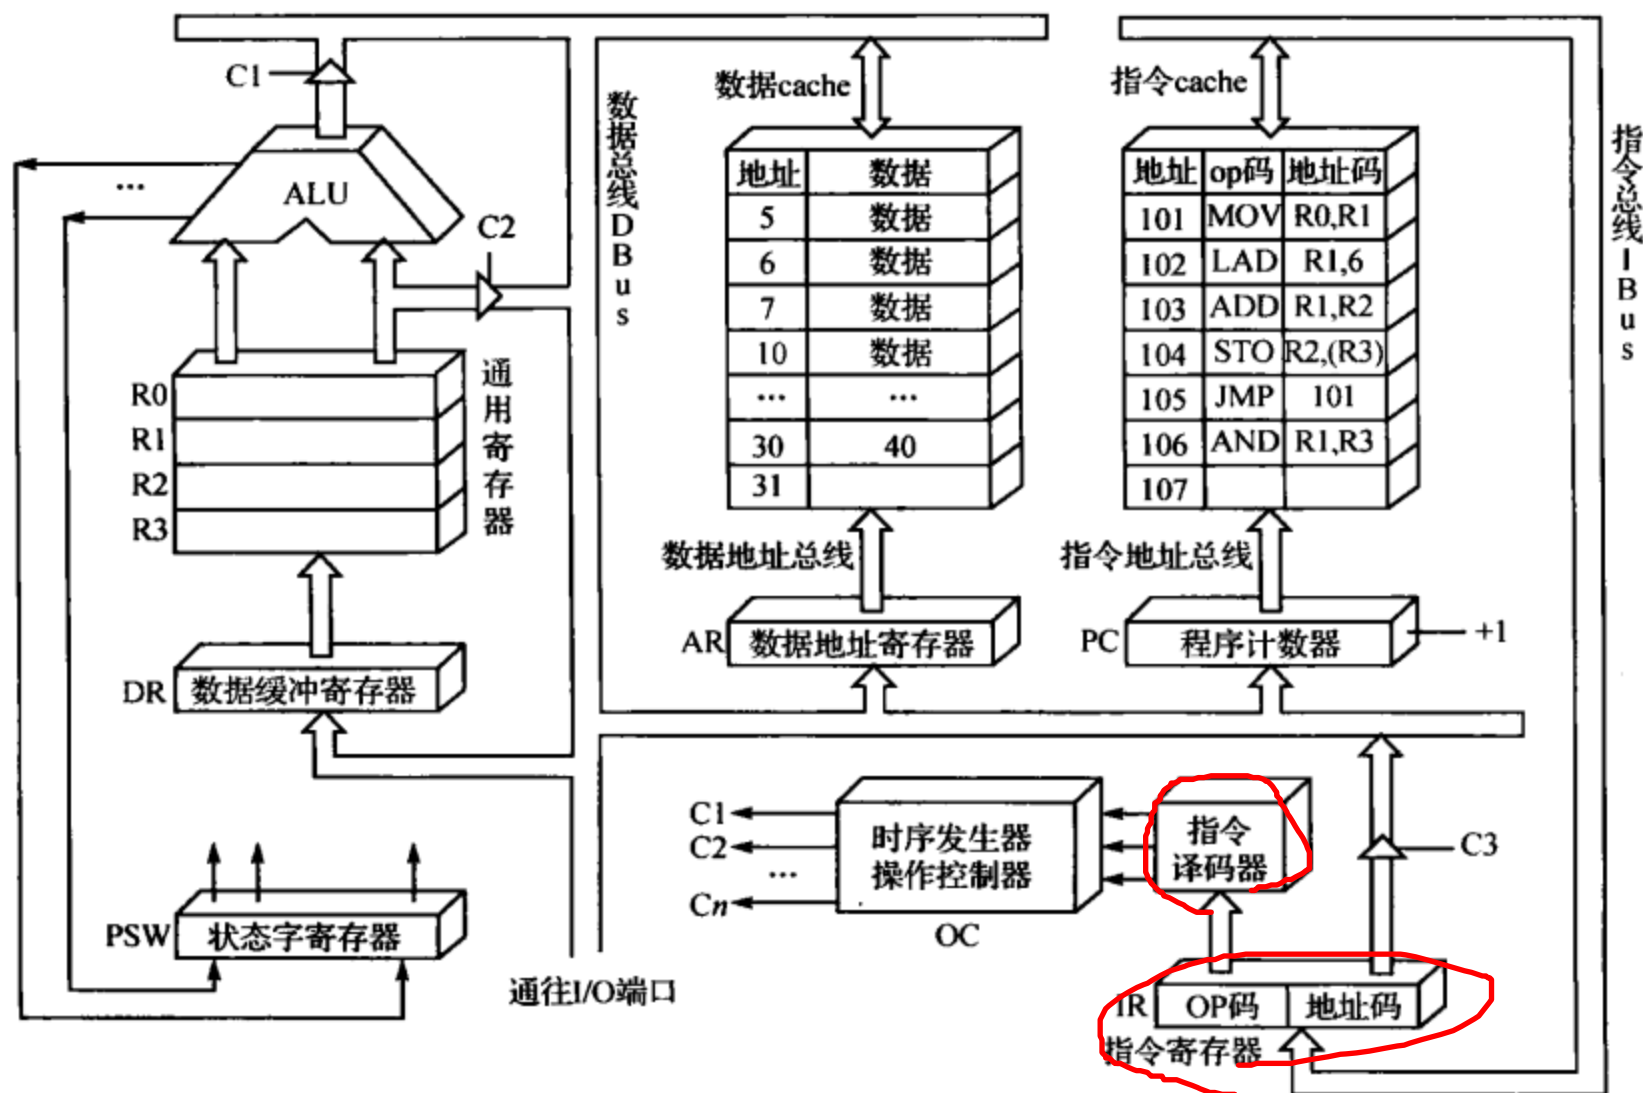 C1
ALU
C2
R0
R1
R2
R3
通用寄存器
DR
数据缓冲寄存器
PSW
状态字寄存器
数据总线DBus
数据cache
地址 数据
5 数据
6 数据
7 数据
10 数据
… …
30 40
31
数据地址总线
AR
数据地址寄存器
指令cache
地址 op码 地址码
101 MOV R0,R1
102 LAD R1,6
103 ADD R1,R2
104 STO R2,(R3)
105 JMP 101
106 AND R1,R3
107
指令地址总线
PC
程序计数器
+1
指令总线IBus
C1
C2
…
Cn
时序发生器
操作控制器
OC
指令
译码器
C3
IR
OP码 地址码
指令寄存器
通往I/O端口